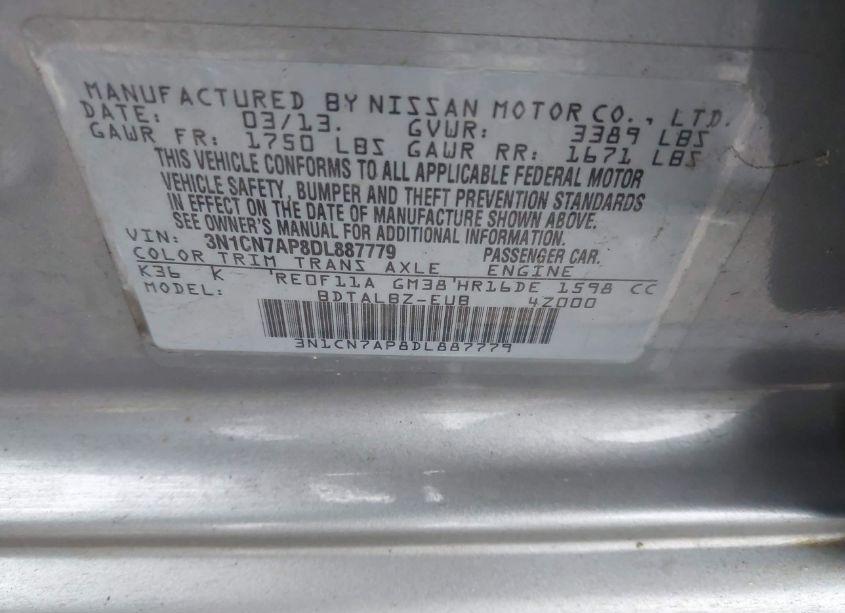 MANUFACTURED BY NISSAN MOTOR CO., LTD.
DATE: 03/13. GVWR: 3389 LBS
GAWR FR: 1750 LBS GAWR RR: 1671 LBS
THIS VEHICLE CONFORMS TO ALL APPLICABLE FEDERAL MOTOR
VEHICLE SAFETY, BUMPER AND THEFT PREVENTION STANDARDS
IN EFFECT ON THE DATE OF MANUFACTURE SHOWN ABOVE.
SEE OWNER'S MANUAL FOR ADDITIONAL INFORMATION.
VIN: 3N1CN7AP8DL887779 PASSENGER CAR.
COLOR TRIM TRANS AXLE ENGINE
K36 K RE0F11A GM38 HR16DE 1598 CC
MODEL: BDTALBZ-EUB 4Z000
3N1CN7AP8DL887779